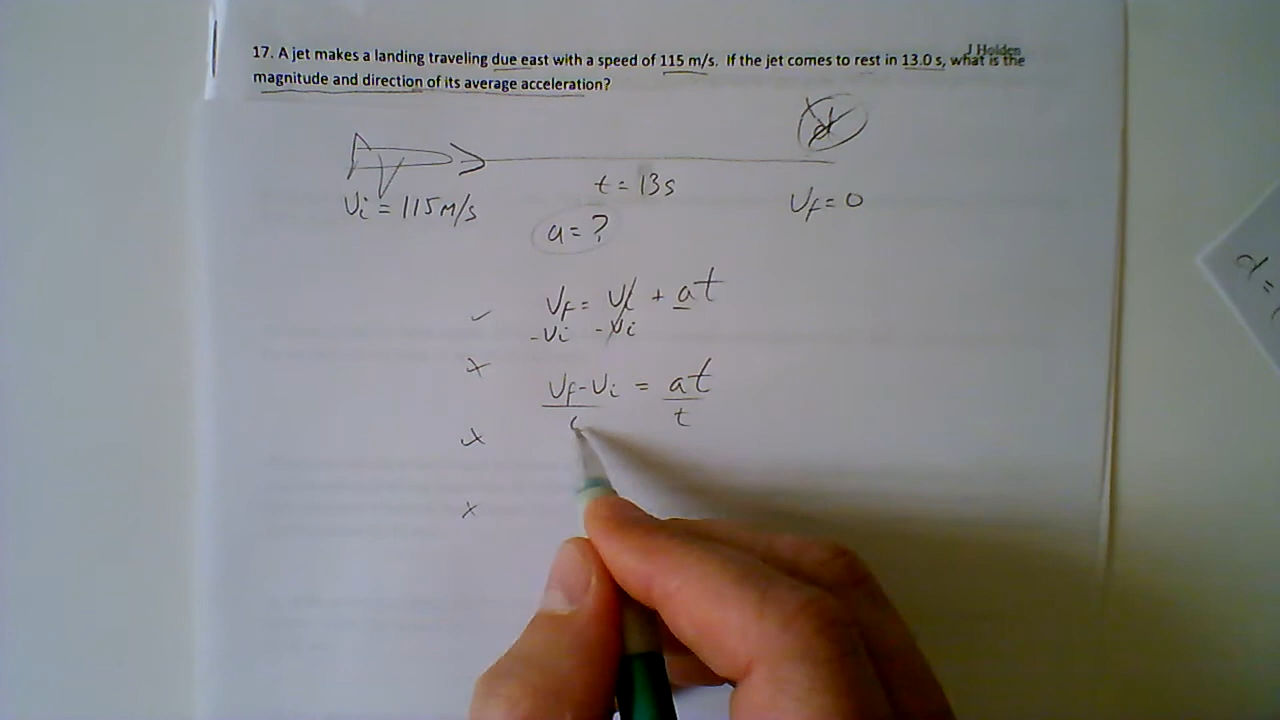 J Holden
17. A jet makes a landing traveling due east with a speed of 115 m/s. If the jet comes to rest in 13.0 s, what is the
magnitude and direction of its average acceleration?
t = 13s
Vi = 115m/s
Vf = 0
a = ?
Vf = Vi + at
-Vi -Vi
Vf-Vi = at
t
d =